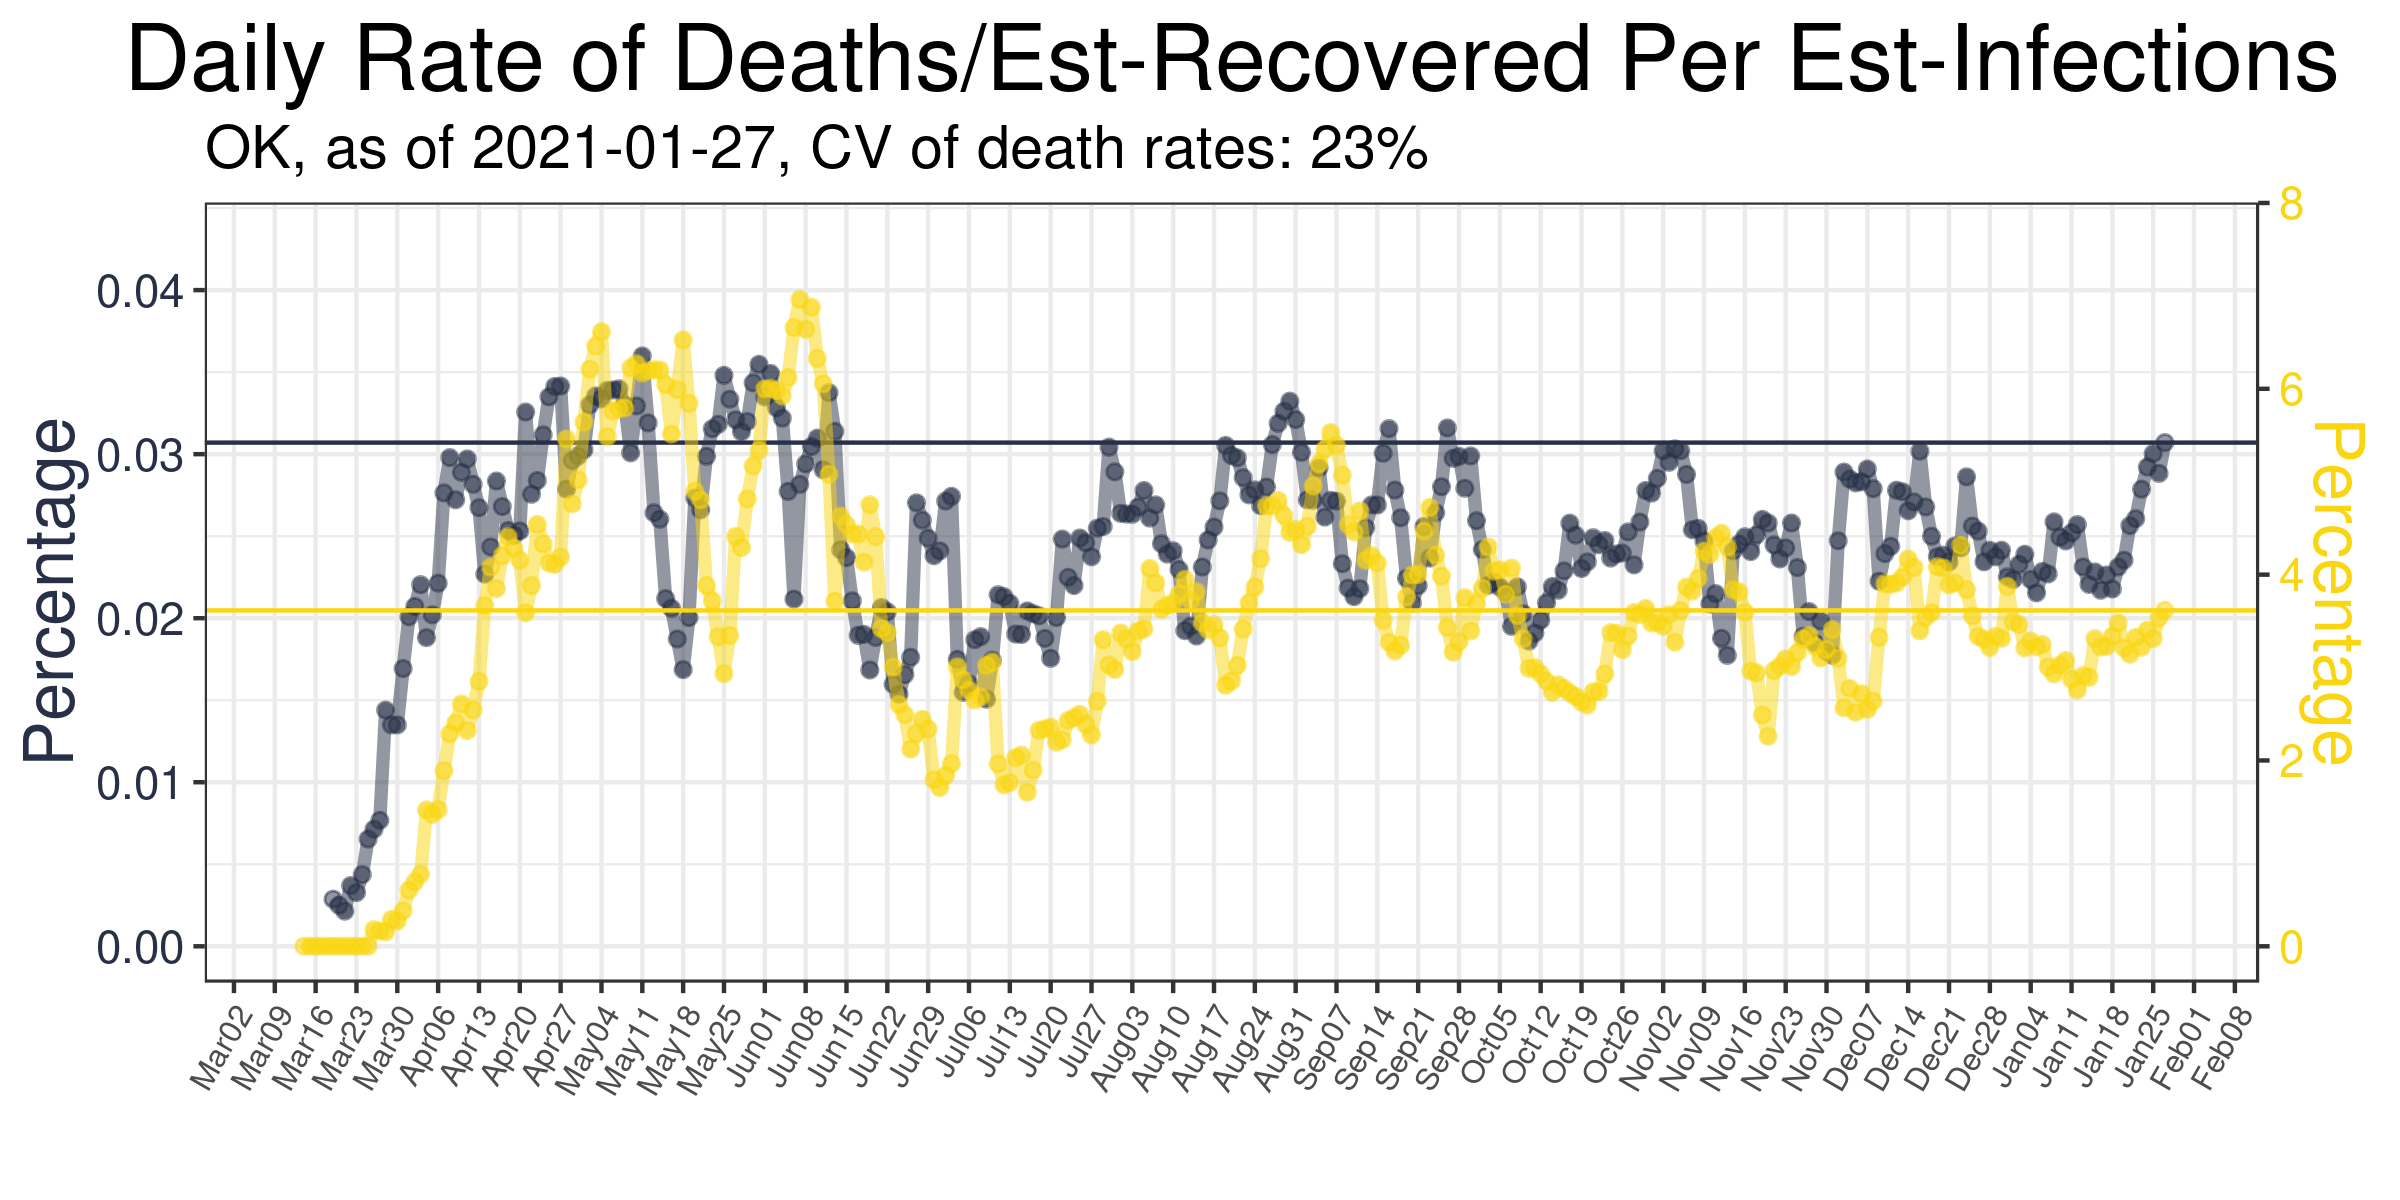 Daily Rate of Deaths/Est-Recovered Per Est-Infections
OK, as of 2021-01-27, CV of death rates: 23%
Percentage
0.04
0.03
0.02
0.01
0.00
8
6
4
2
0
Percentage
Mar02 Mar09 Mar16 Mar23 Mar30 Apr06 Apr13 Apr20 Apr27 May04 May11 May18 May25 Jun01 Jun08 Jun15 Jun22 Jun29 Jul06 Jul13 Jul20 Jul27 Aug03 Aug10 Aug17 Aug24 Aug31 Sep07 Sep14 Sep21 Sep28 Oct05 Oct12 Oct19 Oct26 Nov02 Nov09 Nov16 Nov23 Nov30 Dec07 Dec14 Dec21 Dec28 Jan04 Jan11 Jan18 Jan25 Feb01 Feb08